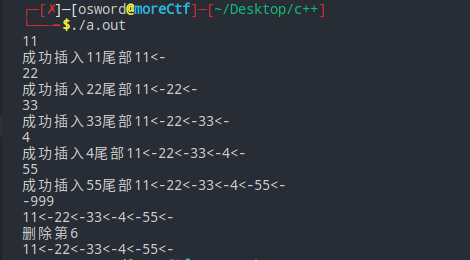 ┌─[✗]─[osword@moreCtf]─[~/Desktop/c++]
└──╼ $./a.out
11
成功插入11尾部11<-
22
成功插入22尾部11<-22<-
33
成功插入33尾部11<-22<-33<-
4
成功插入4尾部11<-22<-33<-4<-
55
成功插入55尾部11<-22<-33<-4<-55<-
-999
11<-22<-33<-4<-55<-
删除第6
11<-22<-33<-4<-55<-